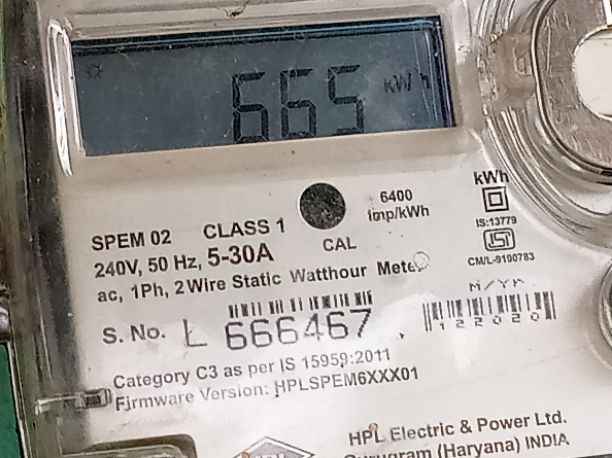 665 kWh
SPEM 02 CLASS 1 CAL 6400 imp/kWh kWh
240V, 50 Hz, 5-30A IS:13779
ac, 1Ph, 2 Wire Static Watthour Meter CM/L-9190783
S. No. L 666467 M/YR 122020
Category C3 as per IS 15959:2011
Firmware Version: HPLSPEM6XXX01
HPL Electric & Power Ltd.
Gurugram (Haryana) INDIA